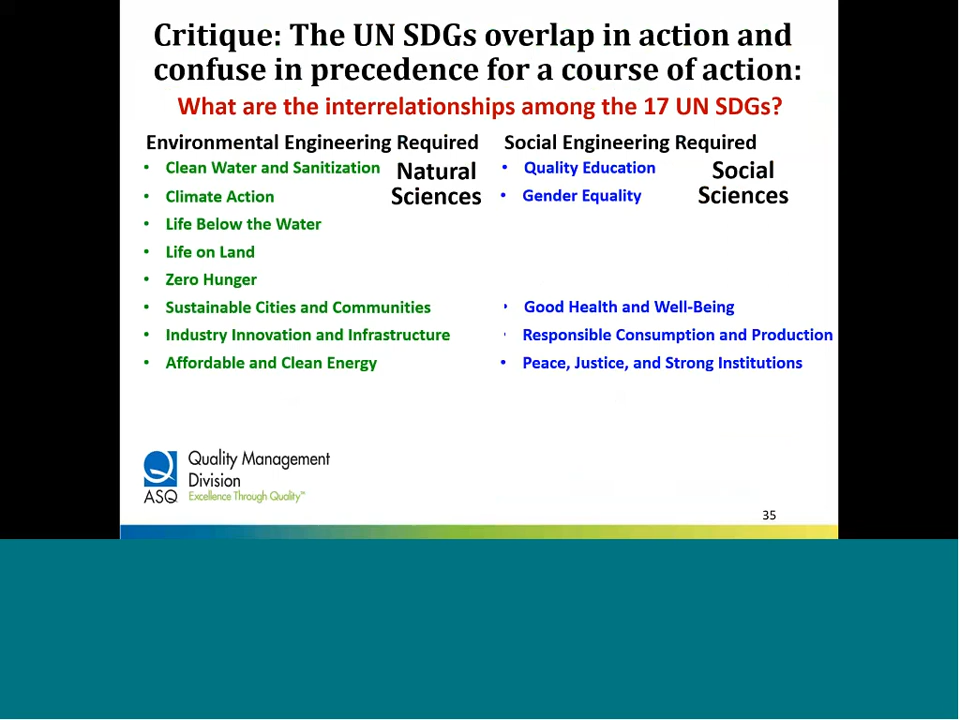 Critique: The UN SDGs overlap in action and
confuse in precedence for a course of action:
What are the interrelationships among the 17 UN SDGs?
Environmental Engineering Required
• Clean Water and Sanitization
• Climate Action
• Life Below the Water
• Life on Land
• Zero Hunger
• Sustainable Cities and Communities
• Industry Innovation and Infrastructure
• Affordable and Clean Energy
Natural
Sciences
Social Engineering Required
• Quality Education
• Gender Equality
• Good Health and Well-Being
• Responsible Consumption and Production
• Peace, Justice, and Strong Institutions
Social
Sciences
ASQ
Quality Management
Division
Excellence Through Quality™
35